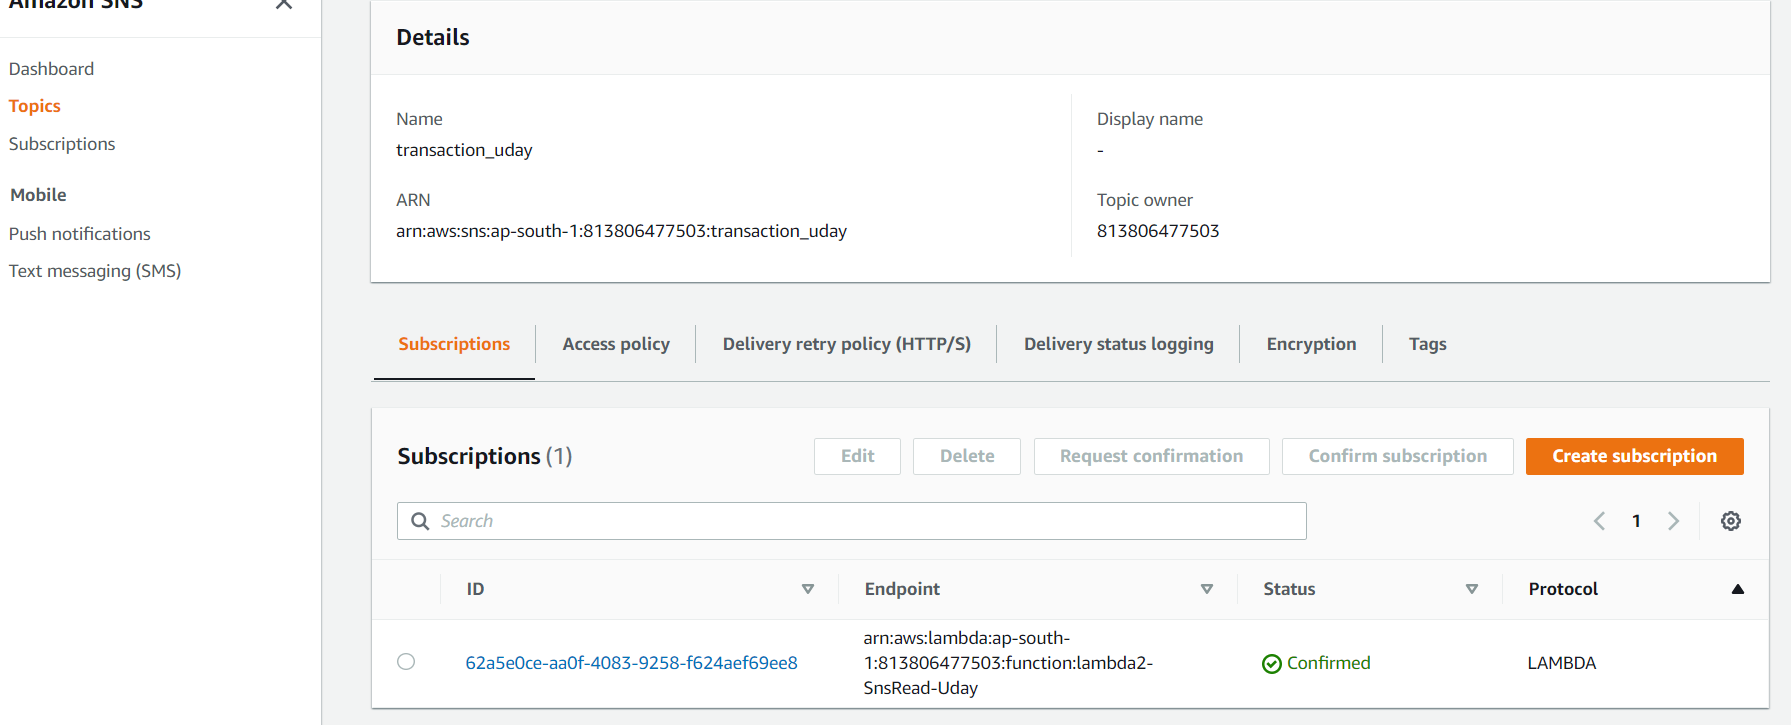 Amazon SNS
Dashboard
Topics
Subscriptions
Mobile
Push notifications
Text messaging (SMS)
Details
Name
transaction_uday
Display name
-
ARN
arn:aws:sns:ap-south-1:813806477503:transaction_uday
Topic owner
813806477503
Subscriptions
Access policy
Delivery retry policy (HTTP/S)
Delivery status logging
Encryption
Tags
Subscriptions (1)
Edit
Delete
Request confirmation
Confirm subscription
Create subscription
Search
1
ID
Endpoint
Status
Protocol
62a5e0ce-aa0f-4083-9258-f624aef69ee8
arn:aws:lambda:ap-south-
1:813806477503:function:lambda2-
SnsRead-Uday
Confirmed
LAMBDA